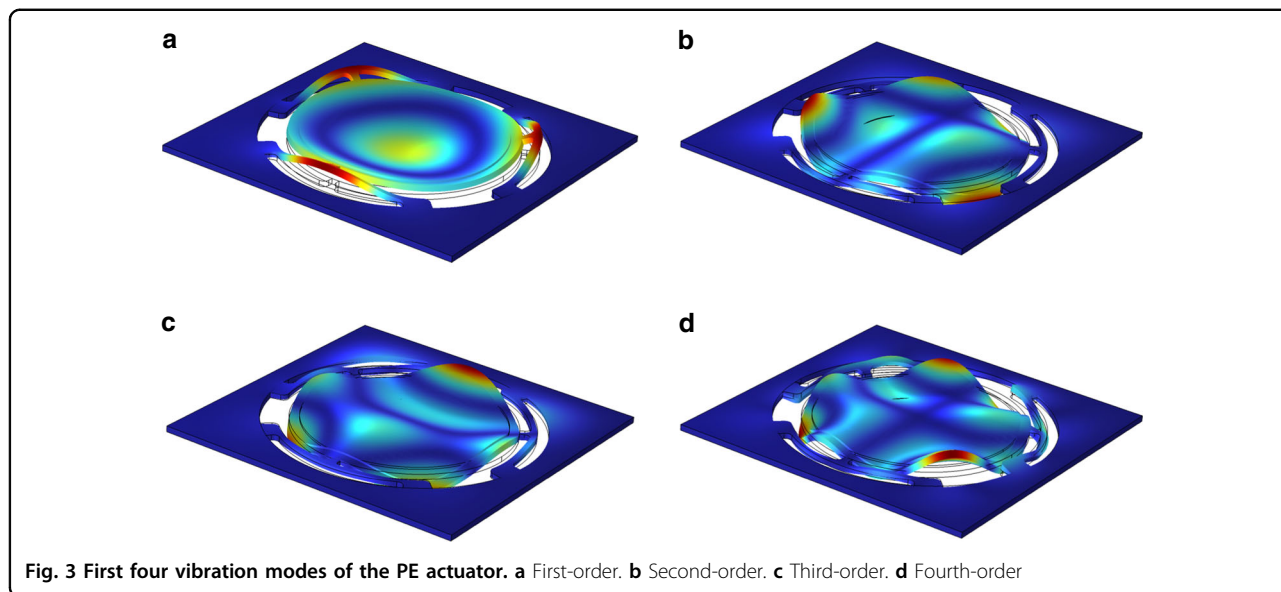 a
b
c
d
Fig. 3 First four vibration modes of the PE actuator. a First-order. b Second-order. c Third-order. d Fourth-order